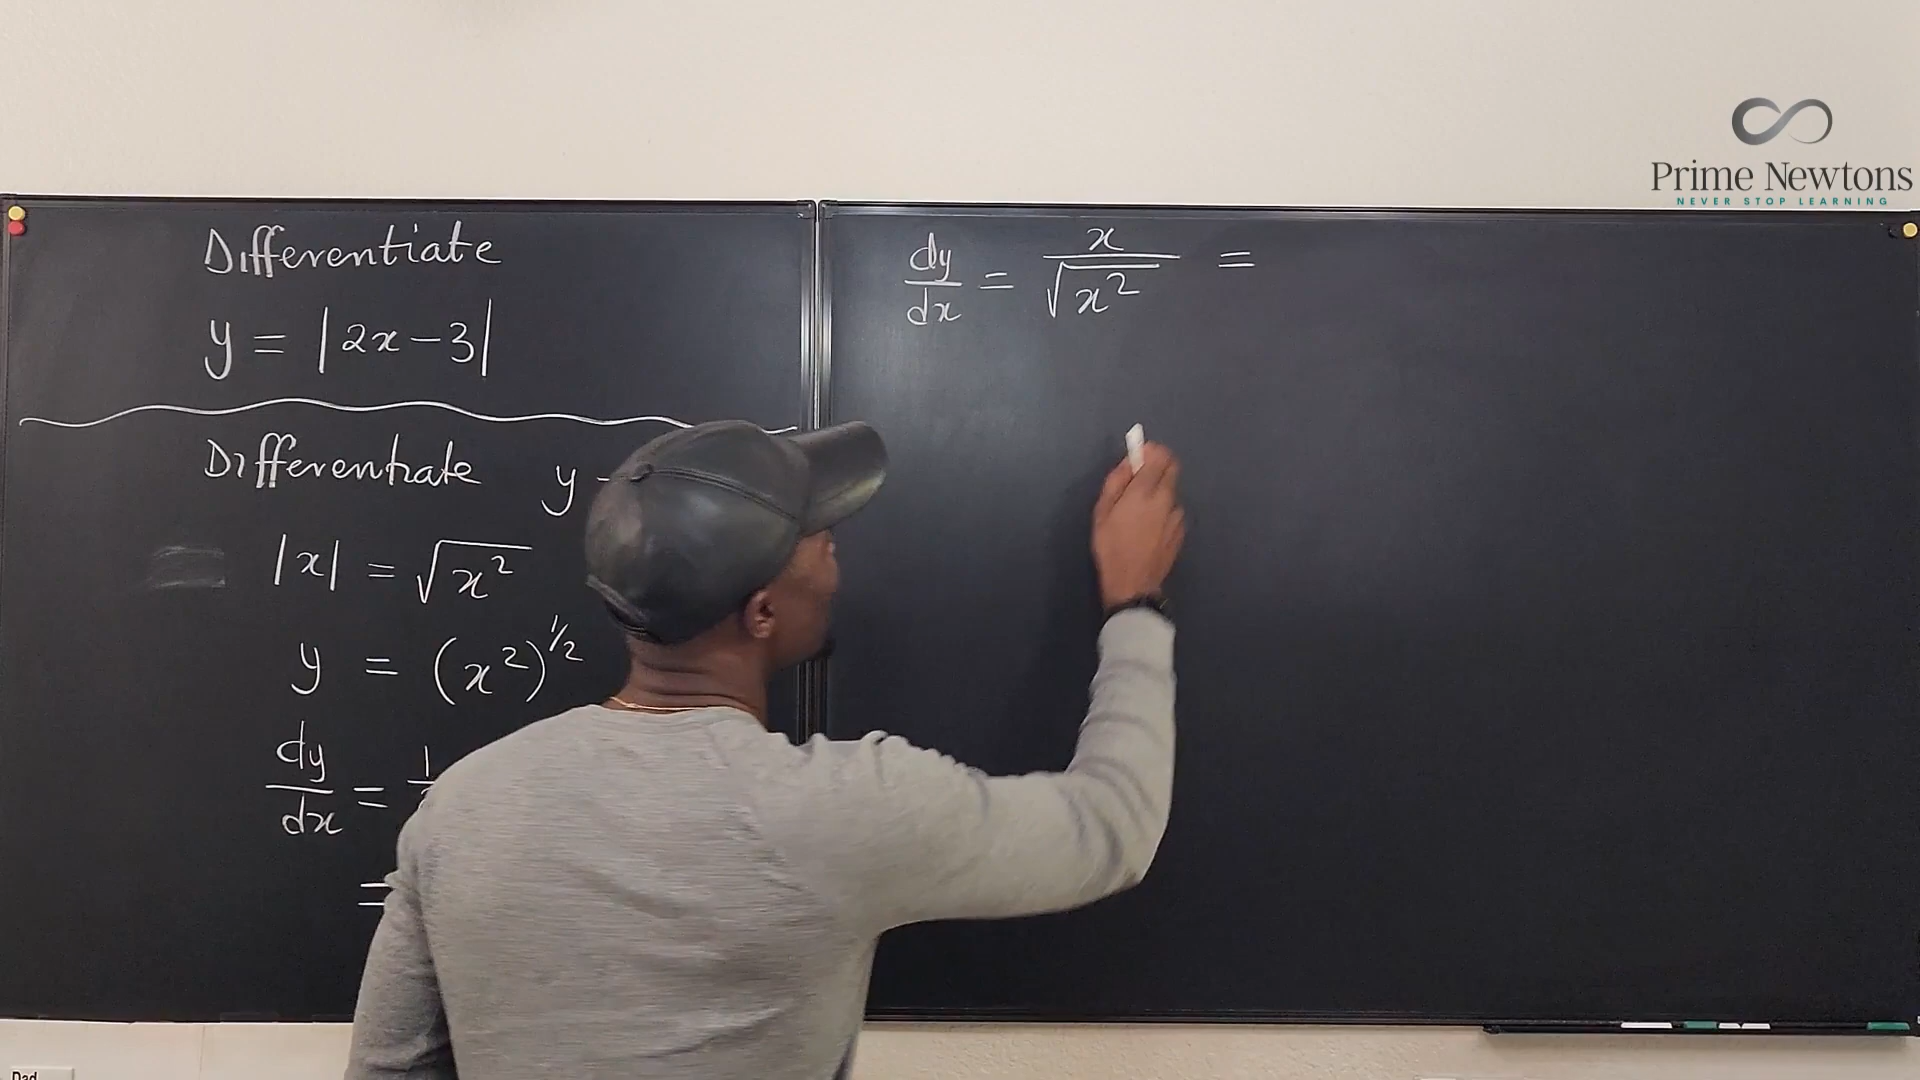 Prime Newtons
NEVER STOP LEARNING
Differentiate
y = |2x-3|
Differentiate y
|x| = √x²
y = (x²)^1/2
dy/dx = 1
=
dy/dx = x/√x² =
Dad